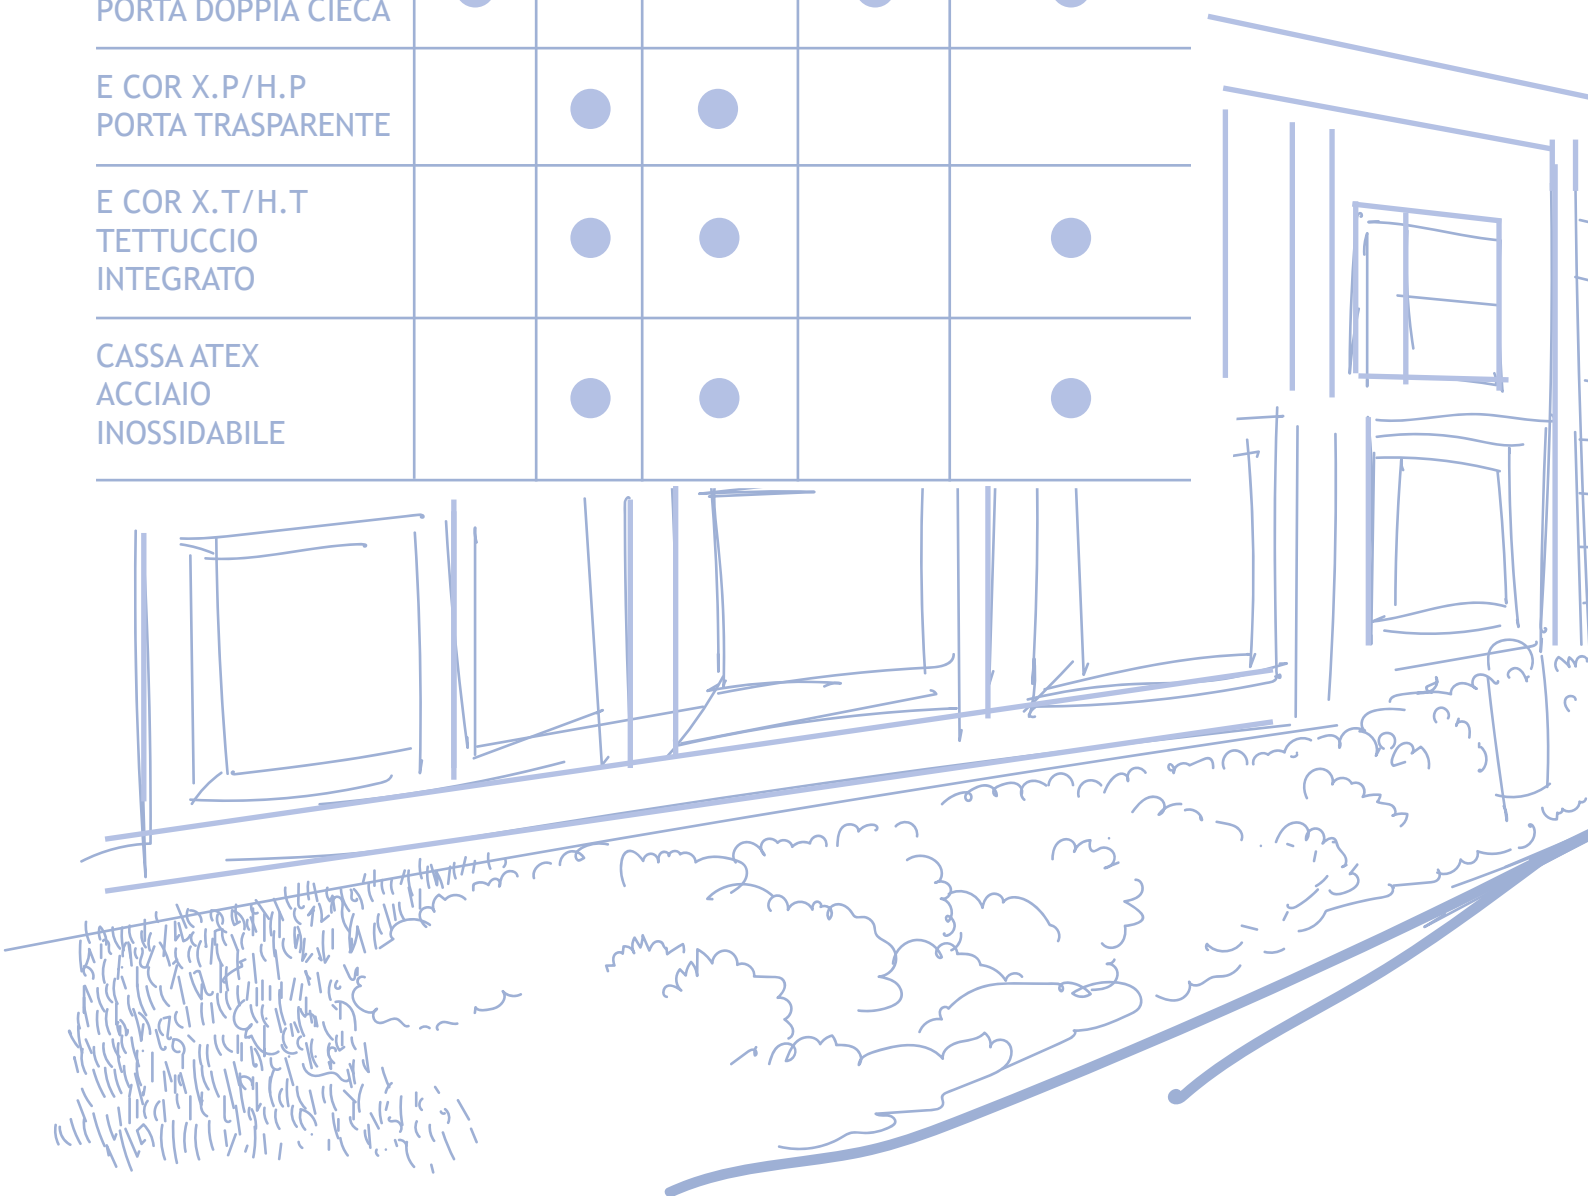 PORTA DOPPIA CIECA
E COR X.P/H.P
PORTA TRASPARENTE
E COR X.T/H.T
TETTUCCIO
INTEGRATO
CASSA ATEX
ACCIAIO
INOSSIDABILE